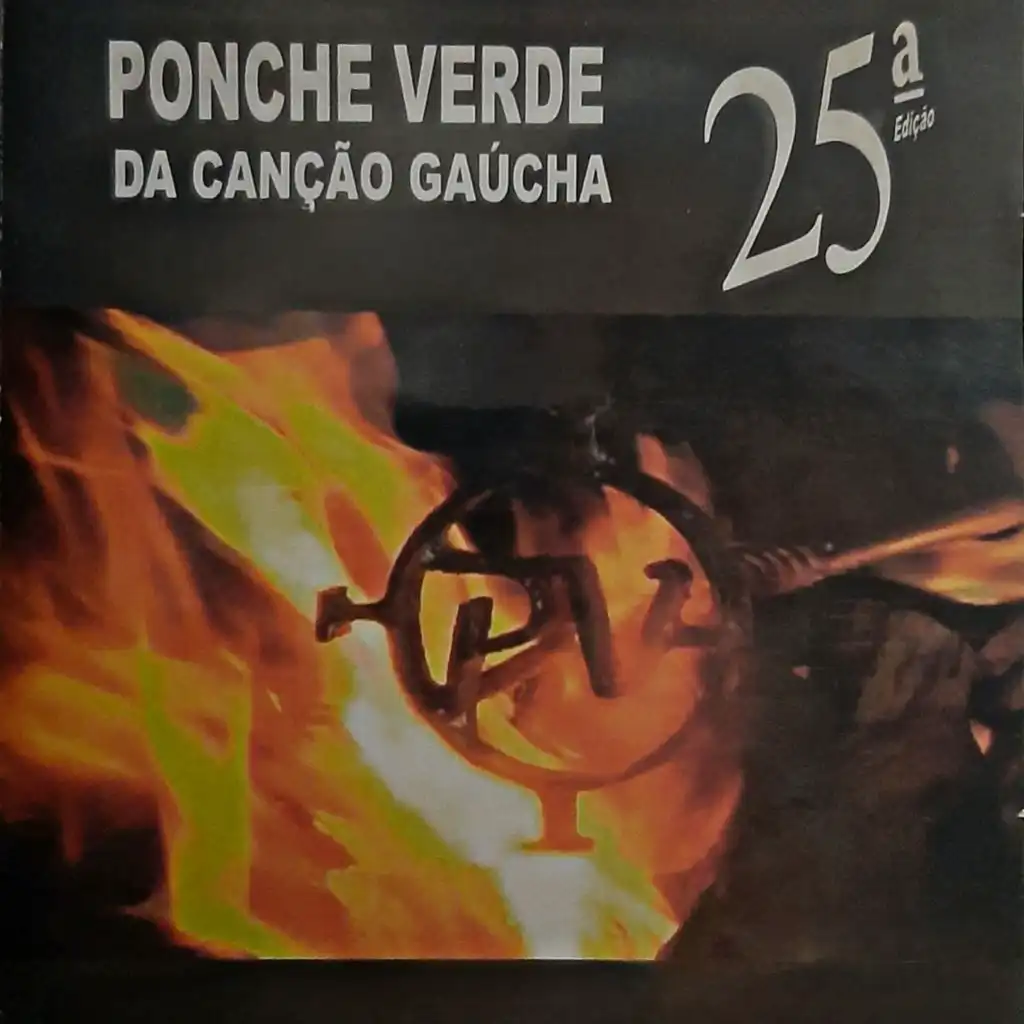 PONCHE VERDE
DA CANÇÃO GAÚCHA
25ª
Edição